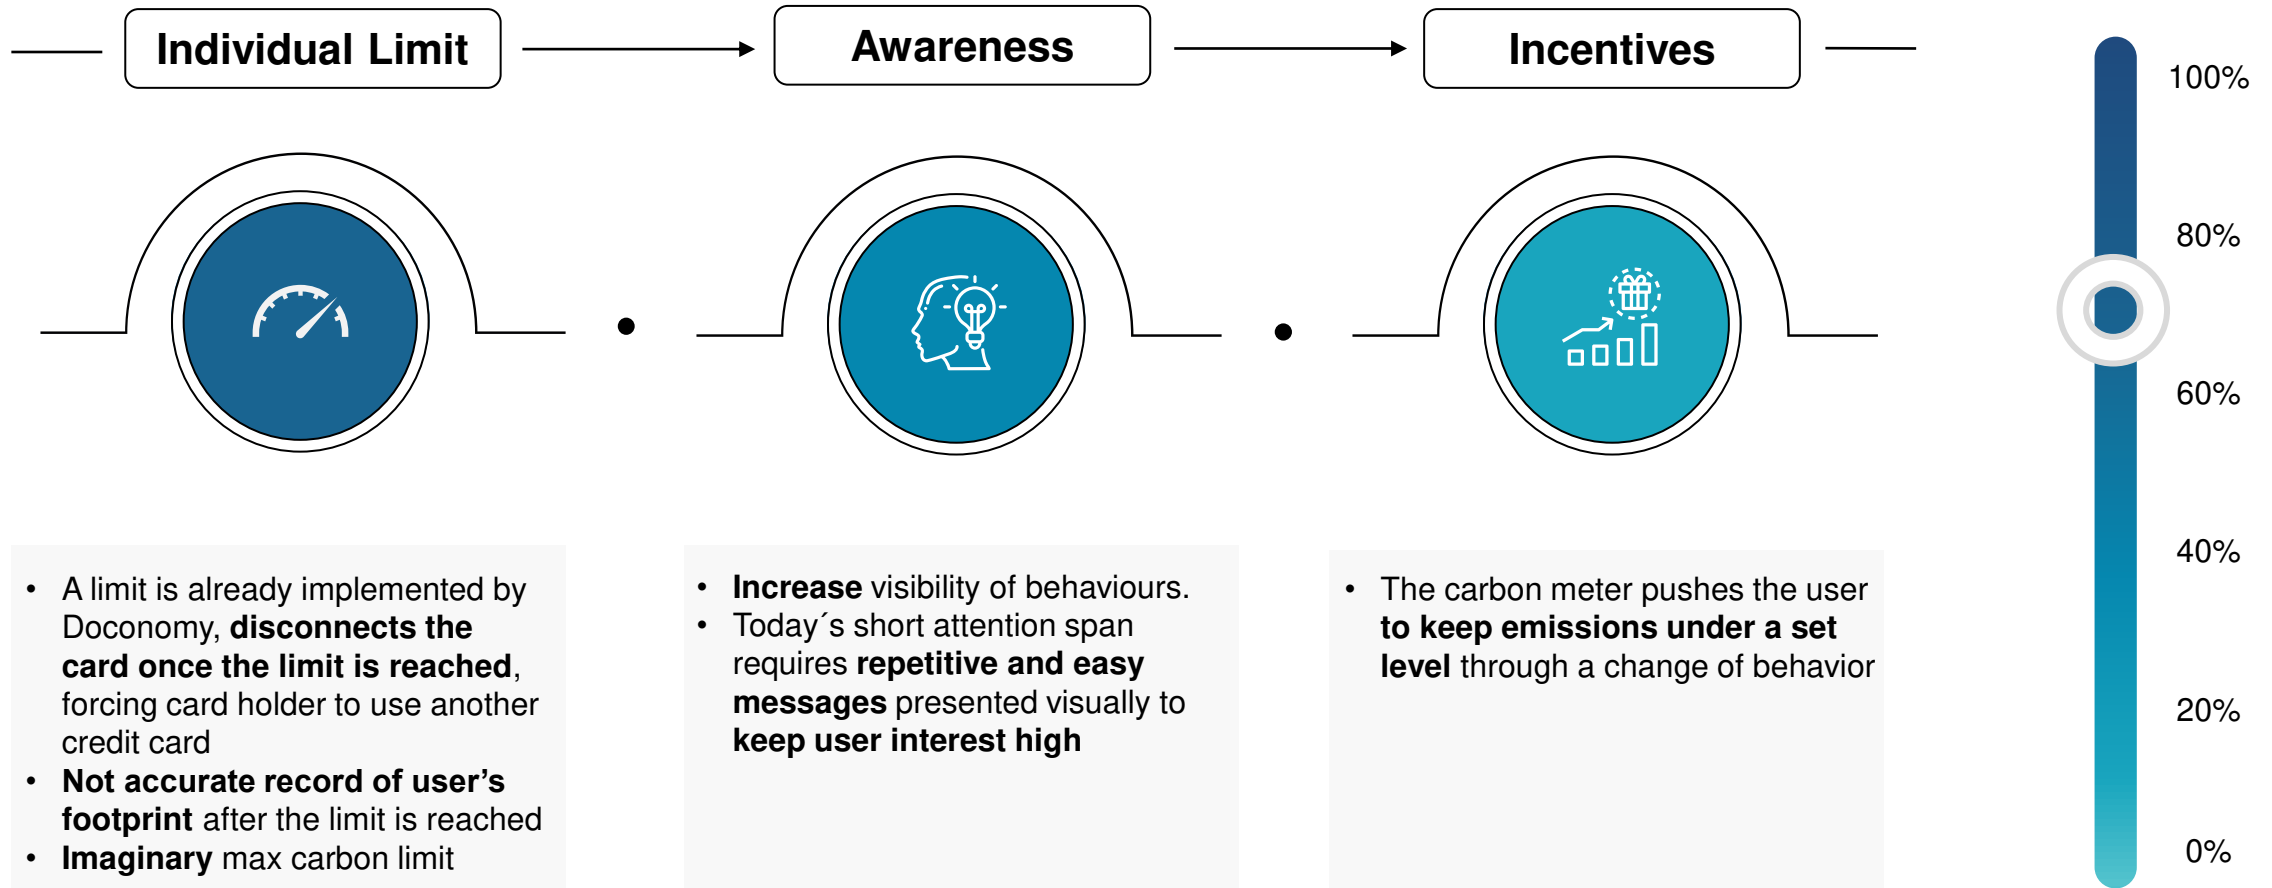 Individual Limit
Awareness
Incentives
• A limit is already implemented by
Doconomy, disconnects the
card once the limit is reached,
forcing card holder to use another
credit card
• Not accurate record of user’s
footprint after the limit is reached
• Imaginary max carbon limit
• Increase visibility of behaviours.
• Today´s short attention span
requires repetitive and easy
messages presented visually to
keep user interest high
• The carbon meter pushes the user
to keep emissions under a set
level through a change of behavior
100%
80%
60%
40%
20%
0%